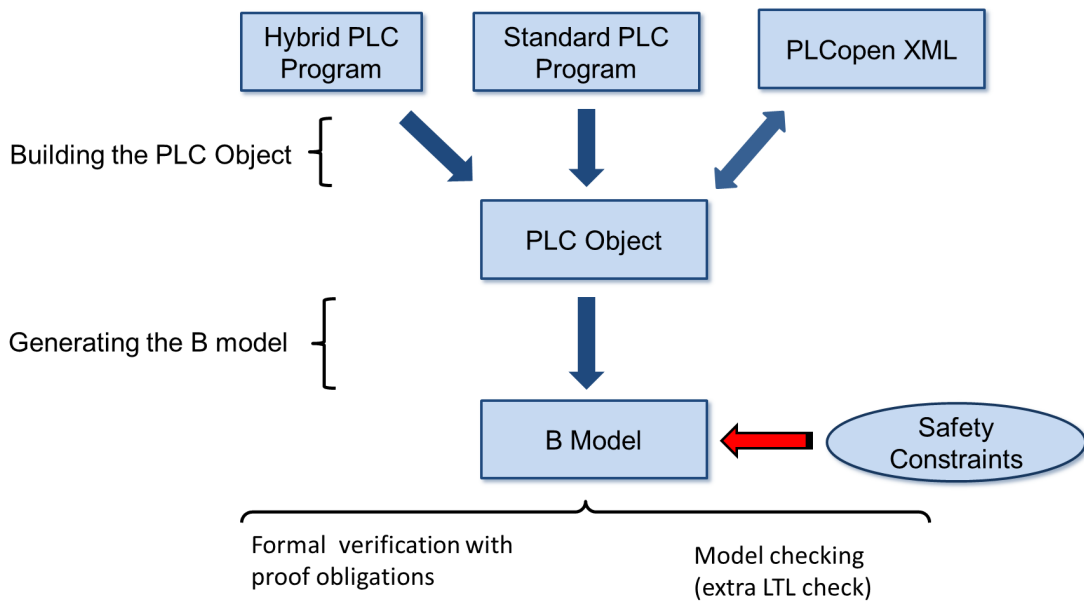 Hybrid PLC
Program
Standard PLC
Program
PLCopen XML
Building the PLC Object
PLC Object
Generating the B model
B Model
Safety
Constraints
Formal verification with
proof obligations
Model checking
(extra LTL check)